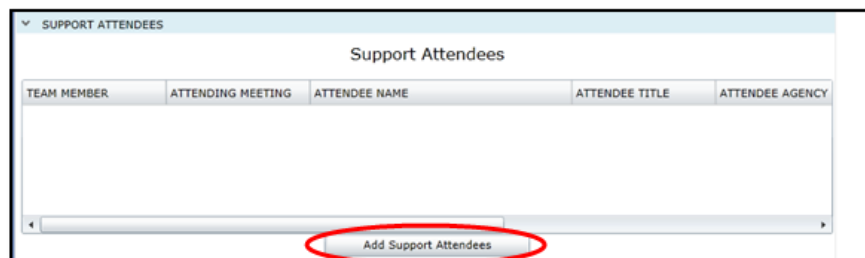 SUPPORT ATTENDEES
Support Attendees
TEAM MEMBER ATTENDING MEETING ATTENDEE NAME ATTENDEE TITLE ATTENDEE AGENCY
Add Support Attendees